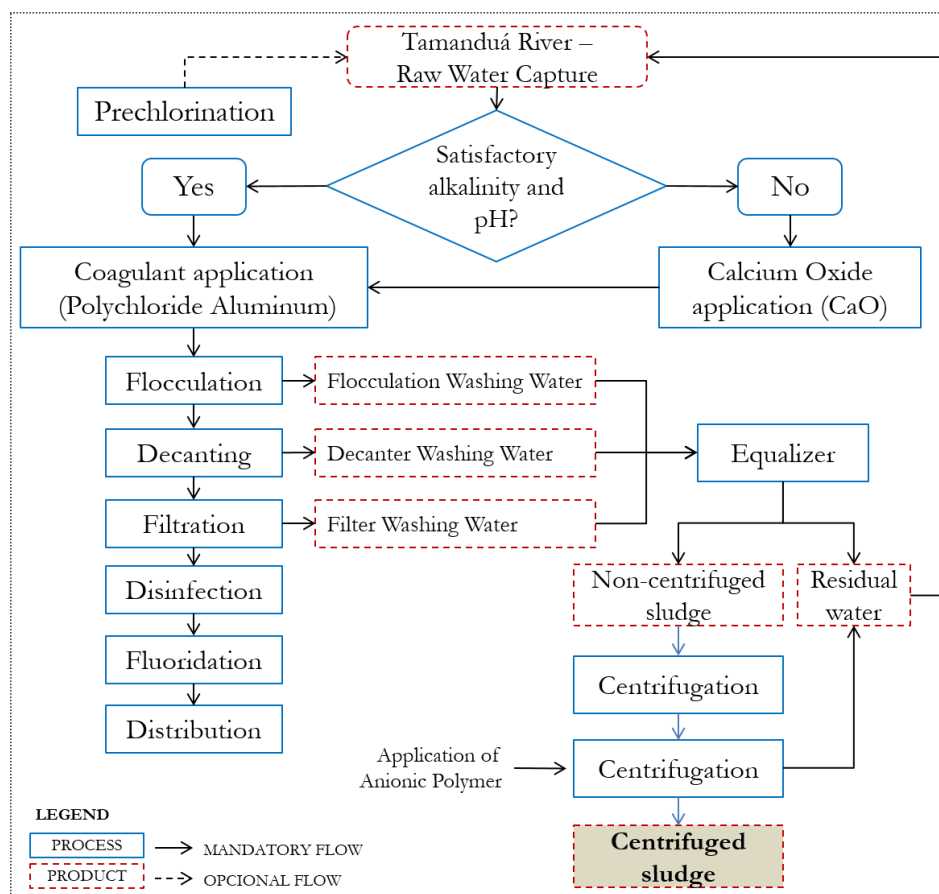 Tamanduá River –
Raw Water Capture
Prechlorination
Satisfactory
alkalinity and
pH?
Yes
No
Coagulant application
(Polychloride Aluminum)
Calcium Oxide
application (CaO)
Flocculation
Flocculation Washing Water
Decanting
Decanter Washing Water
Equalizer
Filtration
Filter Washing Water
Disinfection
Non-centrifuged
sludge
Residual
water
Fluoridation
Centrifugation
Distribution
Application of
Anionic Polymer
Centrifugation
Centrifuged
sludge
LEGEND
PROCESS
MANDATORY FLOW
PRODUCT
OPCIONAL FLOW